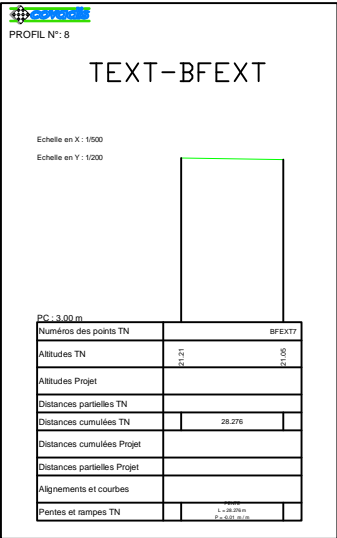 covadis
PROFIL N°: 8
TEXT-BFEXT
Echelle en X : 1/500
Echelle en Y : 1/200
PC : 3.00 m
Numéros des points TN BFEXT7
Altitudes TN 21.21 21.05
Altitudes Projet
Distances partielles TN
Distances cumulées TN 28.276
Distances cumulées Projet
Distances partielles Projet
Alignements et courbes
Pentes et rampes TN
L = 28.276 m
P = -0.01 m / m